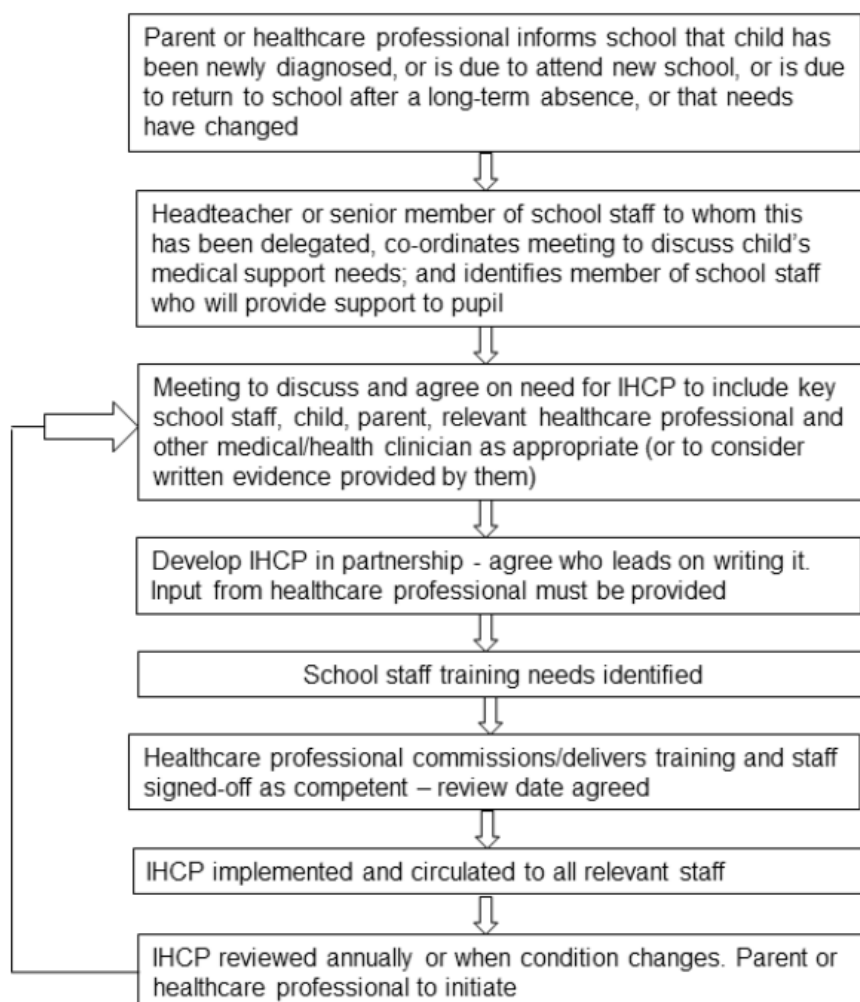 Parent or healthcare professional informs school that child has
been newly diagnosed, or is due to attend new school, or is due
to return to school after a long-term absence, or that needs
have changed
Headteacher or senior member of school staff to whom this
has been delegated, co-ordinates meeting to discuss child's
medical support needs; and identifies member of school staff
who will provide support to pupil
Meeting to discuss and agree on need for IHCP to include key
school staff, child, parent, relevant healthcare professional and
other medical/health clinician as appropriate (or to consider
written evidence provided by them)
Develop IHCP in partnership - agree who leads on writing it.
Input from healthcare professional must be provided
School staff training needs identified
Healthcare professional commissions/delivers training and staff
signed-off as competent – review date agreed
IHCP implemented and circulated to all relevant staff
IHCP reviewed annually or when condition changes. Parent or
healthcare professional to initiate